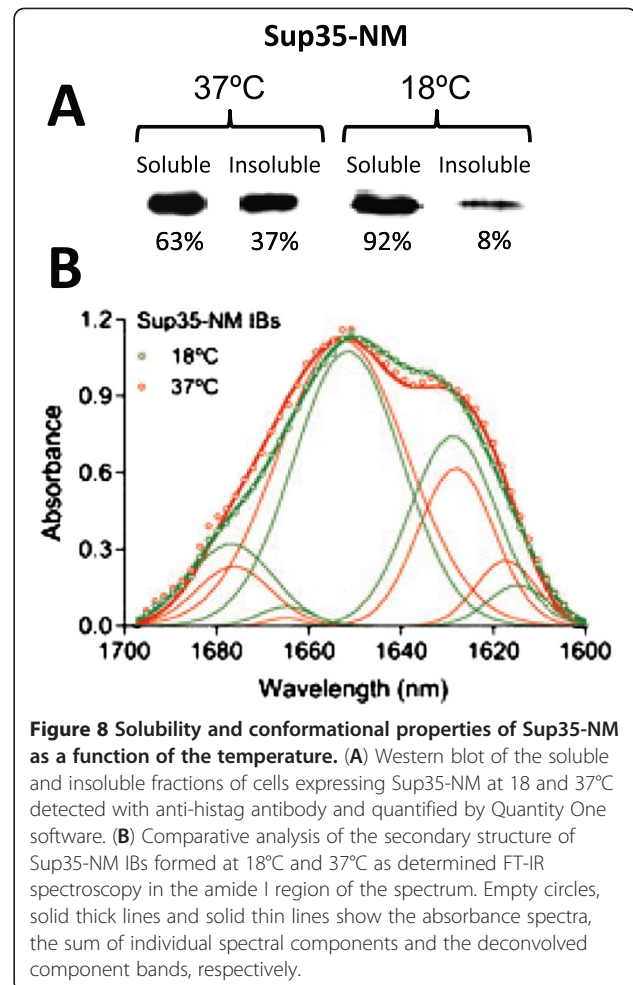 Sup35-NM
A
37ºC 18ºC
Soluble Insoluble Soluble Insoluble
63% 37% 92% 8%
B
Sup35-NM IBs
18ºC
37ºC
1.2
0.9
0.6
0.3
0.0
Absorbance
1700 1680 1660 1640 1620 1600
Wavelength (nm)
Figure 8 Solubility and conformational properties of Sup35-NM
as a function of the temperature. (A) Western blot of the soluble
and insoluble fractions of cells expressing Sup35-NM at 18 and 37°C
detected with anti-histag antibody and quantified by Quantity One
software. (B) Comparative analysis of the secondary structure of
Sup35-NM IBs formed at 18°C and 37°C as determined FT-IR
spectroscopy in the amide I region of the spectrum. Empty circles,
solid thick lines and solid thin lines show the absorbance spectra,
the sum of individual spectral components and the deconvolved
component bands, respectively.